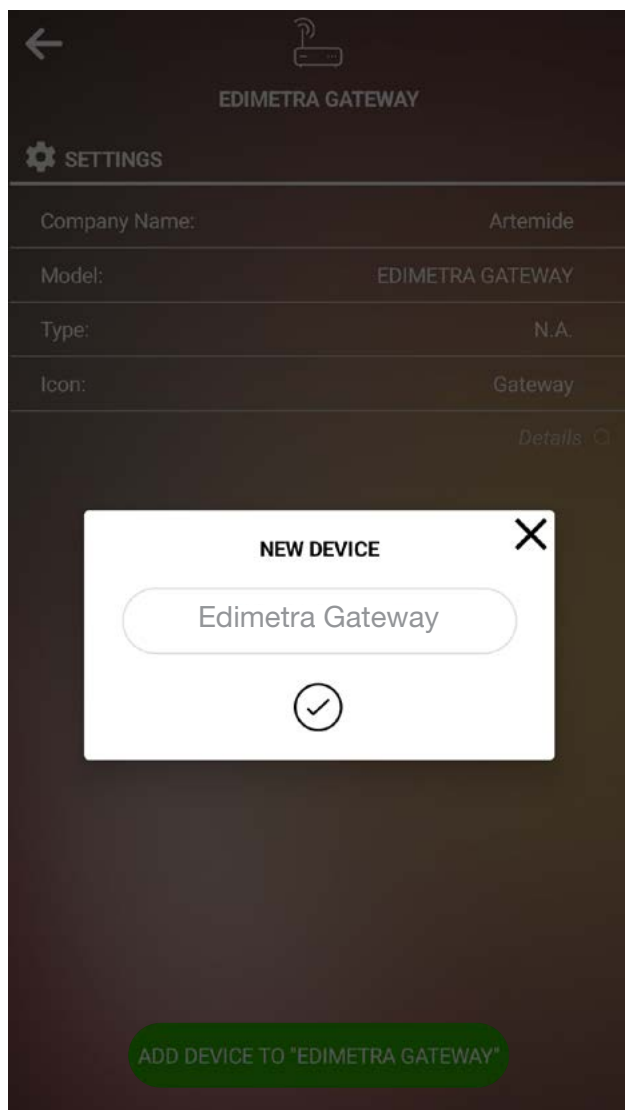 EDIMETRA GATEWAY
SETTINGS
Company Name: Artemide
Model: EDIMETRA GATEWAY
Type: N.A.
Icon: Gateway
Details
NEW DEVICE
Edimetra Gateway
ADD DEVICE TO "EDIMETRA GATEWAY"